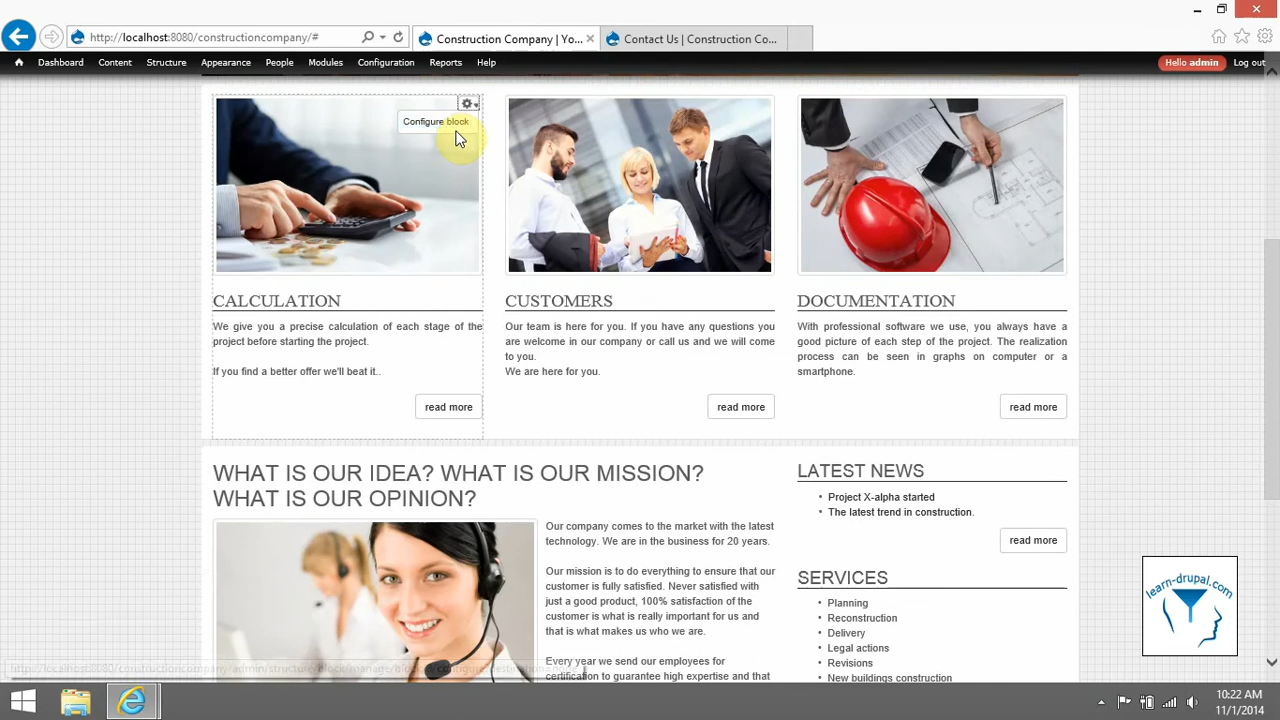 http://localhost:8080/constructioncompany/#
Construction Company | Yo...
Contact Us | Construction Co...
Dashboard
Content
Structure
Appearance
People
Modules
Configuration
Reports
Help
Hello admin
Log out
Configure block
CALCULATION
We give you a precise calculation of each stage of the
project before starting the project.
If you find a better offer we'll beat it..
read more
CUSTOMERS
Our team is here for you. If you have any questions you
are welcome in our company or call us and we will come
to you.
We are here for you.
read more
DOCUMENTATION
With professional software we use, you always have a
good picture of each step of the project. The realization
process can be seen in graphs on computer or a
smartphone.
read more
WHAT IS OUR IDEA? WHAT IS OUR MISSION?
WHAT IS OUR OPINION?
Our company comes to the market with the latest
technology. We are in the business for 20 years.
Our mission is to do everything to ensure that our
customer is fully satisfied. Never satisfied with
just a good product, 100% satisfaction of the
customer is what is really important for us and
that is what makes us who we are.
Every year we send our employees for
certification to guarantee high expertise and that
LATEST NEWS
• Project X-alpha started
• The latest trend in construction.
read more
SERVICES
• Planning
• Reconstruction
• Delivery
• Legal actions
• Revisions
• New buildings construction
learn-drupal.com
10:22 AM
11/1/2014